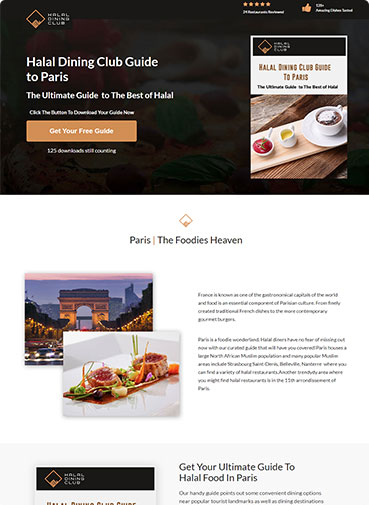 HALAL
DINING
CLUB
24 Restaurants Reviewed
120+
Amazing Dishes Tasted
Halal Dining Club Guide
to Paris
The Ultimate Guide to The Best of Halal
Click The Button To Download Your Guide Now
Get Your Free Guide
125 downloads still counting
HALAL
DINING
CLUB
Halal Dining Club Guide
To Paris
The Ultimate Guide to The Best of Halal
Paris | The Foodies Heaven
France is known as one of the gastronomical capitals of the world
and food is an essential component of Parisian culture. From finely
created traditional French dishes to the more contemporary
gourmet burgers.
Paris is a foodie wonderland. Halal diners have no fear of missing out
now with our curated guide that will have you covered! Paris houses a
large North African Muslim population and many popular Muslim
areas include Strasbourg Saint-Denis, Belleville, Nanterre where you
can find a variety of halal restaurants. Another trendy area where
you might find halal restaurants is in the 11th arrondissement of
Paris.
HALAL
DINING
CLUB
Halal Dining Club Guide
Get Your Ultimate Guide To
Halal Food In Paris
Our handy guide points out some convenient dining options
near popular tourist landmarks as well as dining destinations